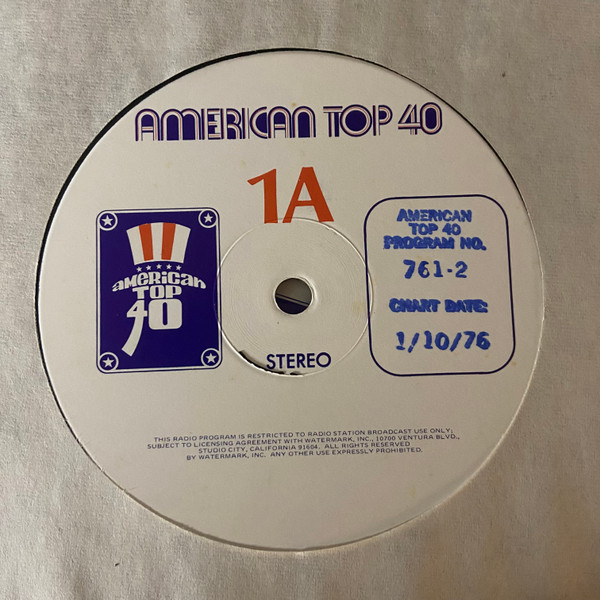 AMERICAN TOP 40
1A
AMERICAN
TOP 40
AMERICAN
TOP 40
PROGRAM NO.
761-2
CHART DATE:
1/10/76
STEREO
THIS RADIO PROGRAM IS RESTRICTED TO RADIO STATION BROADCAST USE ONLY;
SUBJECT TO LICENSING AGREEMENT WITH WATERMARK, INC., 10700 VENTURA BLVD.,
STUDIO CITY, CALIFORNIA 91604. ALL RIGHTS RESERVED
BY WATERMARK, INC. ANY OTHER USE EXPRESSLY PROHIBITED.